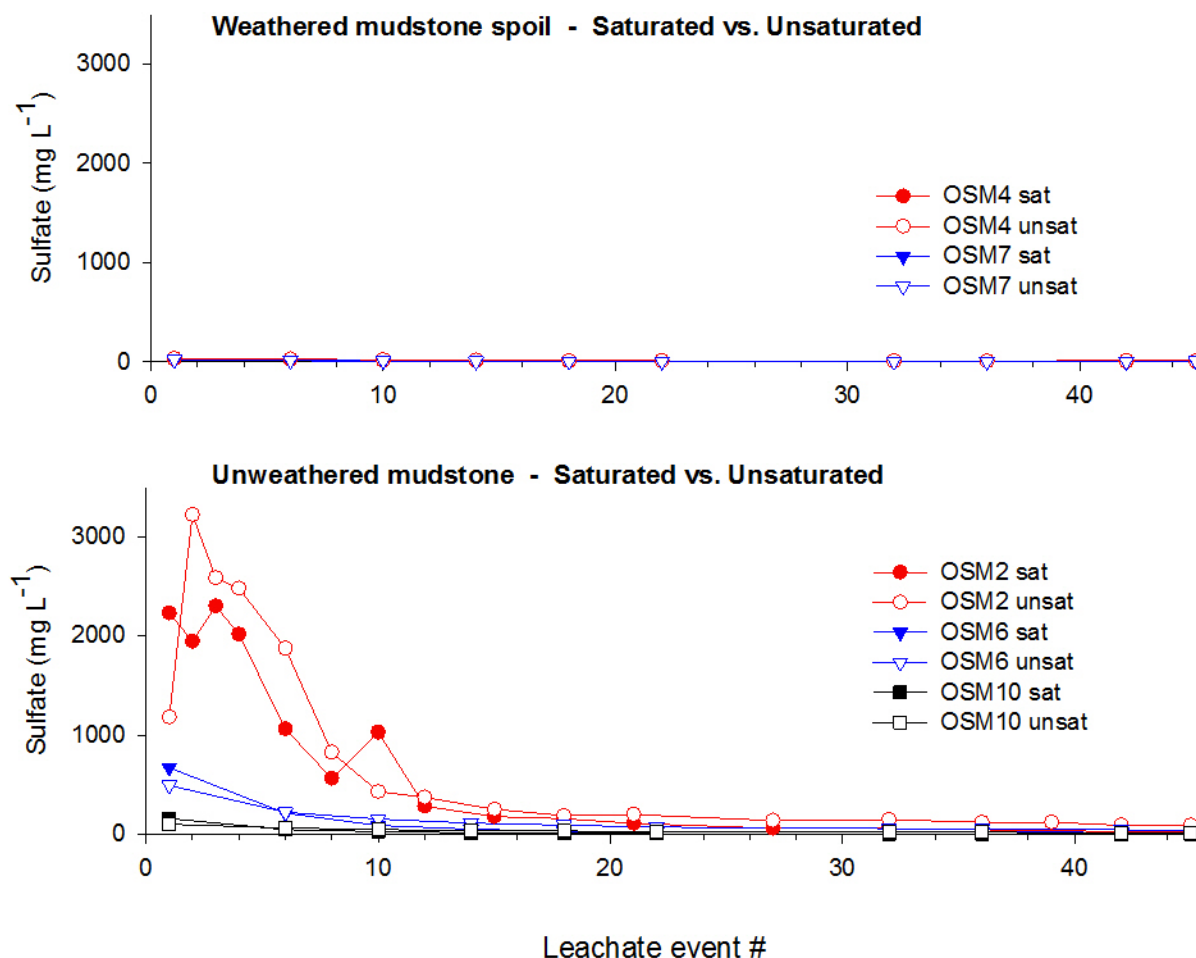 Weathered mudstone spoil - Saturated vs. Unsaturated
3000
2000
1000
0
Sulfate (mg L⁻¹)
OSM4 sat
OSM4 unsat
OSM7 sat
OSM7 unsat
0 10 20 30 40
Unweathered mudstone - Saturated vs. Unsaturated
3000
2000
1000
0
Sulfate (mg L⁻¹)
OSM2 sat
OSM2 unsat
OSM6 sat
OSM6 unsat
OSM10 sat
OSM10 unsat
0 10 20 30 40
Leachate event #